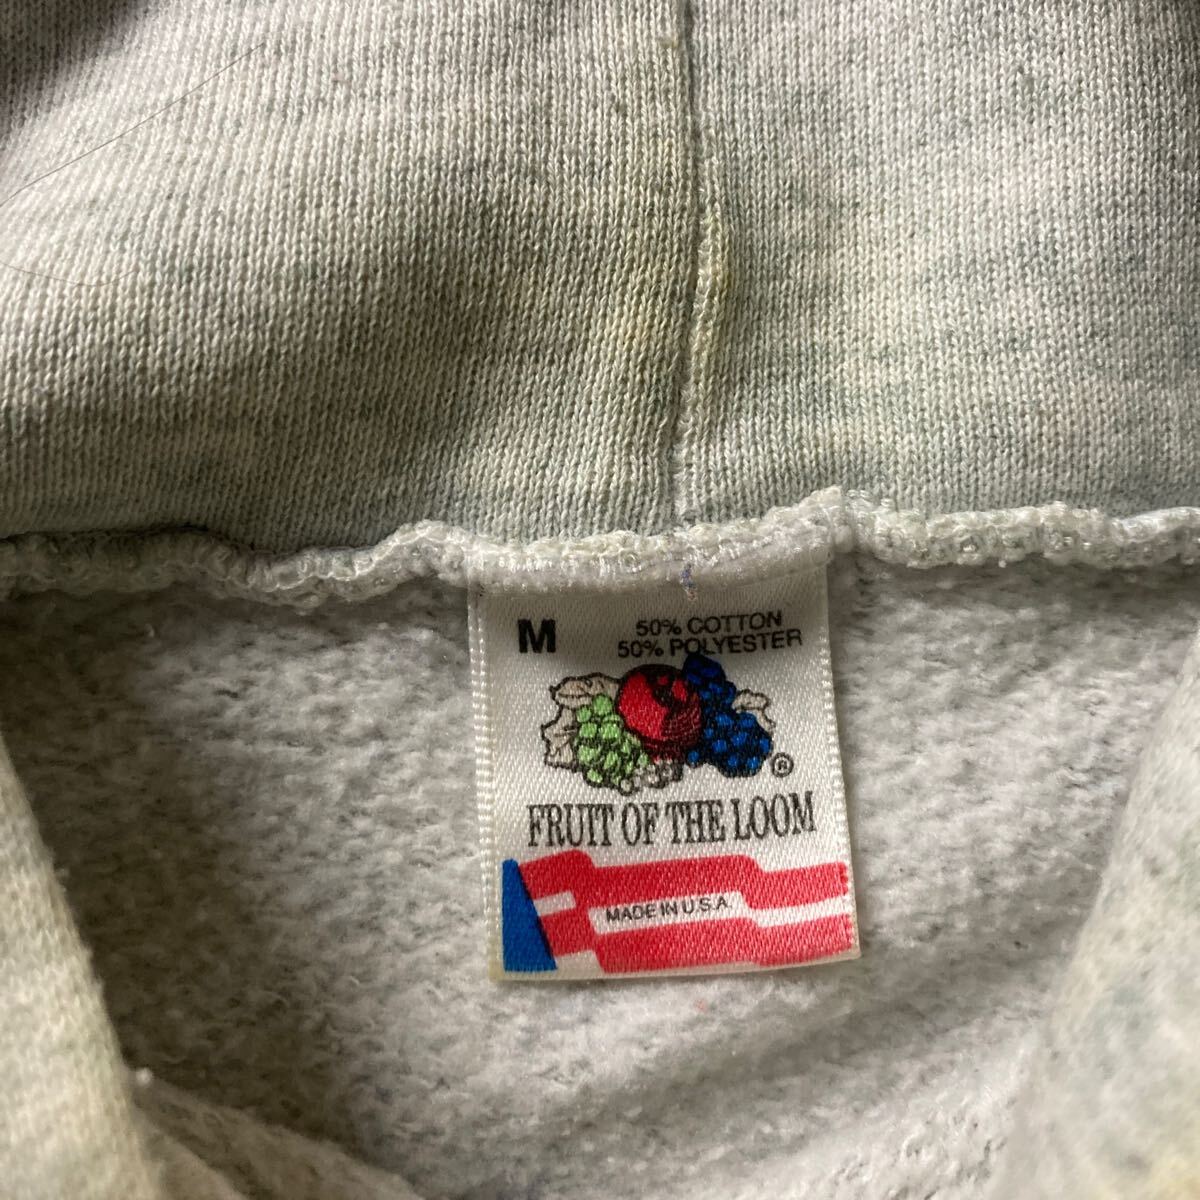 M
50% COTTON
50% POLYESTER
®
FRUIT OF THE LOOM
MADE IN U.S.A.